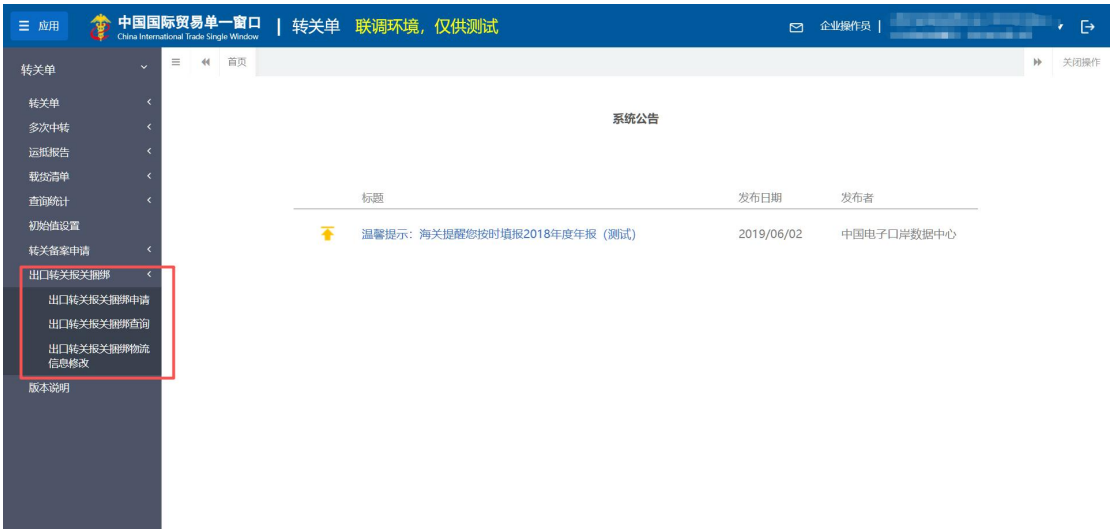 应用
中国国际贸易单一窗口
China International Trade Single Window
转关单 联调环境，仅供测试
企业操作员
转关单
首页
关闭操作
转关单
多次中转
运抵报告
载货清单
查询统计
初始值设置
转关备案申请
出口转关报关捆绑
出口转关报关捆绑申请
出口转关报关捆绑查询
出口转关报关捆绑物流
信息修改
版本说明
系统公告
标题 发布日期 发布者
温馨提示：海关提醒您按时填报2018年度年报（测试） 2019/06/02 中国电子口岸数据中心